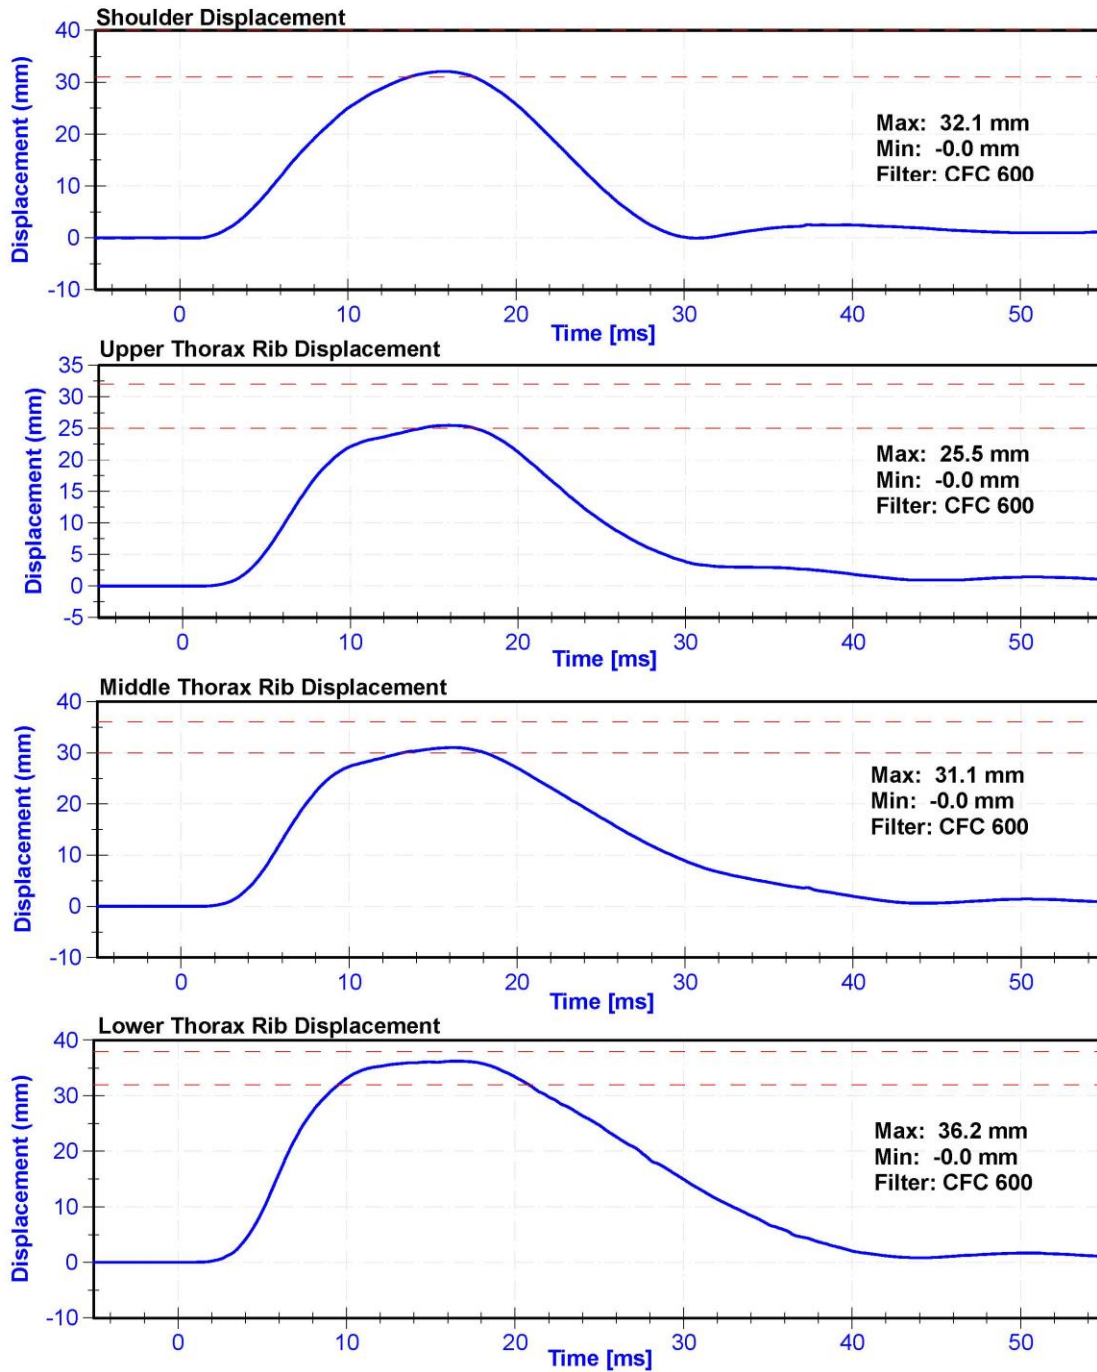 Shoulder Displacement
40
30
20
10
0
-10
Displacement (mm)
Max: 32.1 mm
Min: -0.0 mm
Filter: CFC 600
0 10 20 30 40 50
Time [ms]
Upper Thorax Rib Displacement
35
30
25
20
15
10
5
0
-5
Displacement (mm)
Max: 25.5 mm
Min: -0.0 mm
Filter: CFC 600
0 10 20 30 40 50
Time [ms]
Middle Thorax Rib Displacement
40
30
20
10
0
-10
Displacement (mm)
Max: 31.1 mm
Min: -0.0 mm
Filter: CFC 600
0 10 20 30 40 50
Time [ms]
Lower Thorax Rib Displacement
40
30
20
10
0
-10
Displacement (mm)
Max: 36.2 mm
Min: -0.0 mm
Filter: CFC 600
0 10 20 30 40 50
Time [ms]